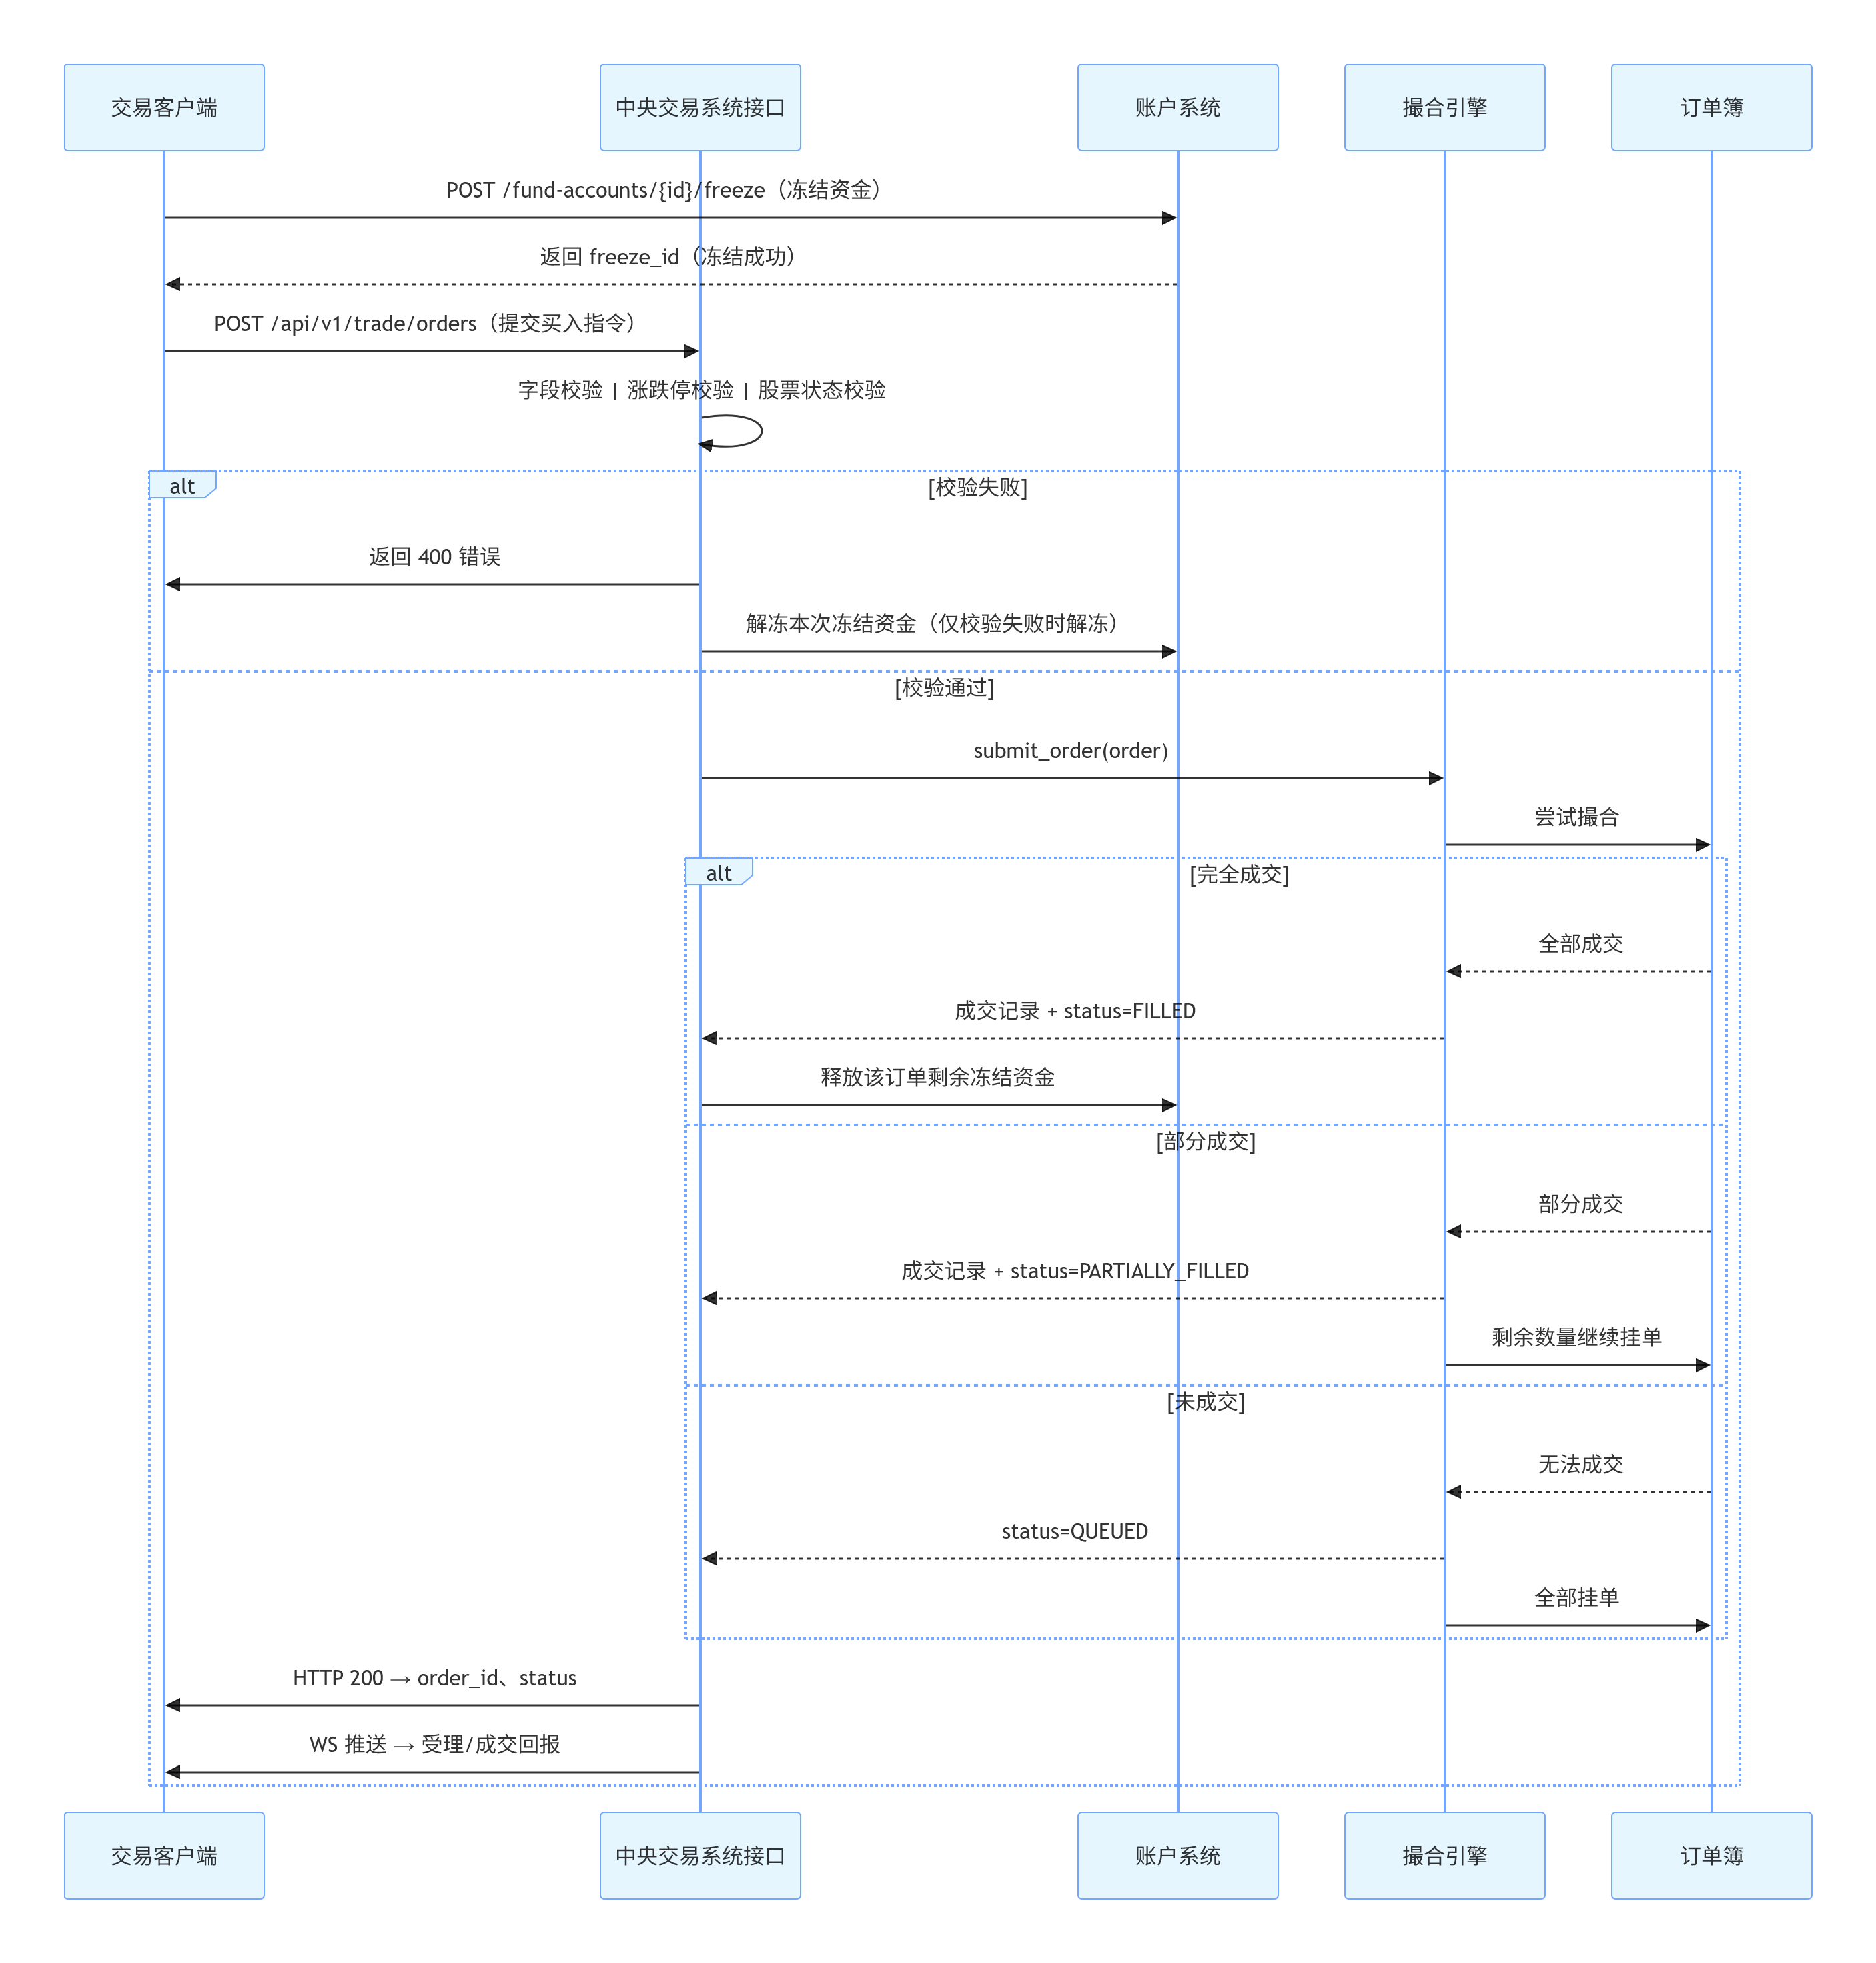 交易客户端
中央交易系统接口
账户系统
撮合引擎
订单簿
POST /fund-accounts/{id}/freeze（冻结资金）
返回 freeze_id（冻结成功）
POST /api/v1/trade/orders（提交买入指令）
字段校验 | 涨跌停校验 | 股票状态校验
alt
[校验失败]
返回 400 错误
解冻本次冻结资金（仅校验失败时解冻）
[校验通过]
submit_order(order)
尝试撮合
alt
[完全成交]
全部成交
成交记录 + status=FILLED
释放该订单剩余冻结资金
[部分成交]
部分成交
成交记录 + status=PARTIALLY_FILLED
剩余数量继续挂单
[未成交]
无法成交
status=QUEUED
全部挂单
HTTP 200 → order_id、status
WS 推送 → 受理/成交回报
交易客户端
中央交易系统接口
账户系统
撮合引擎
订单簿